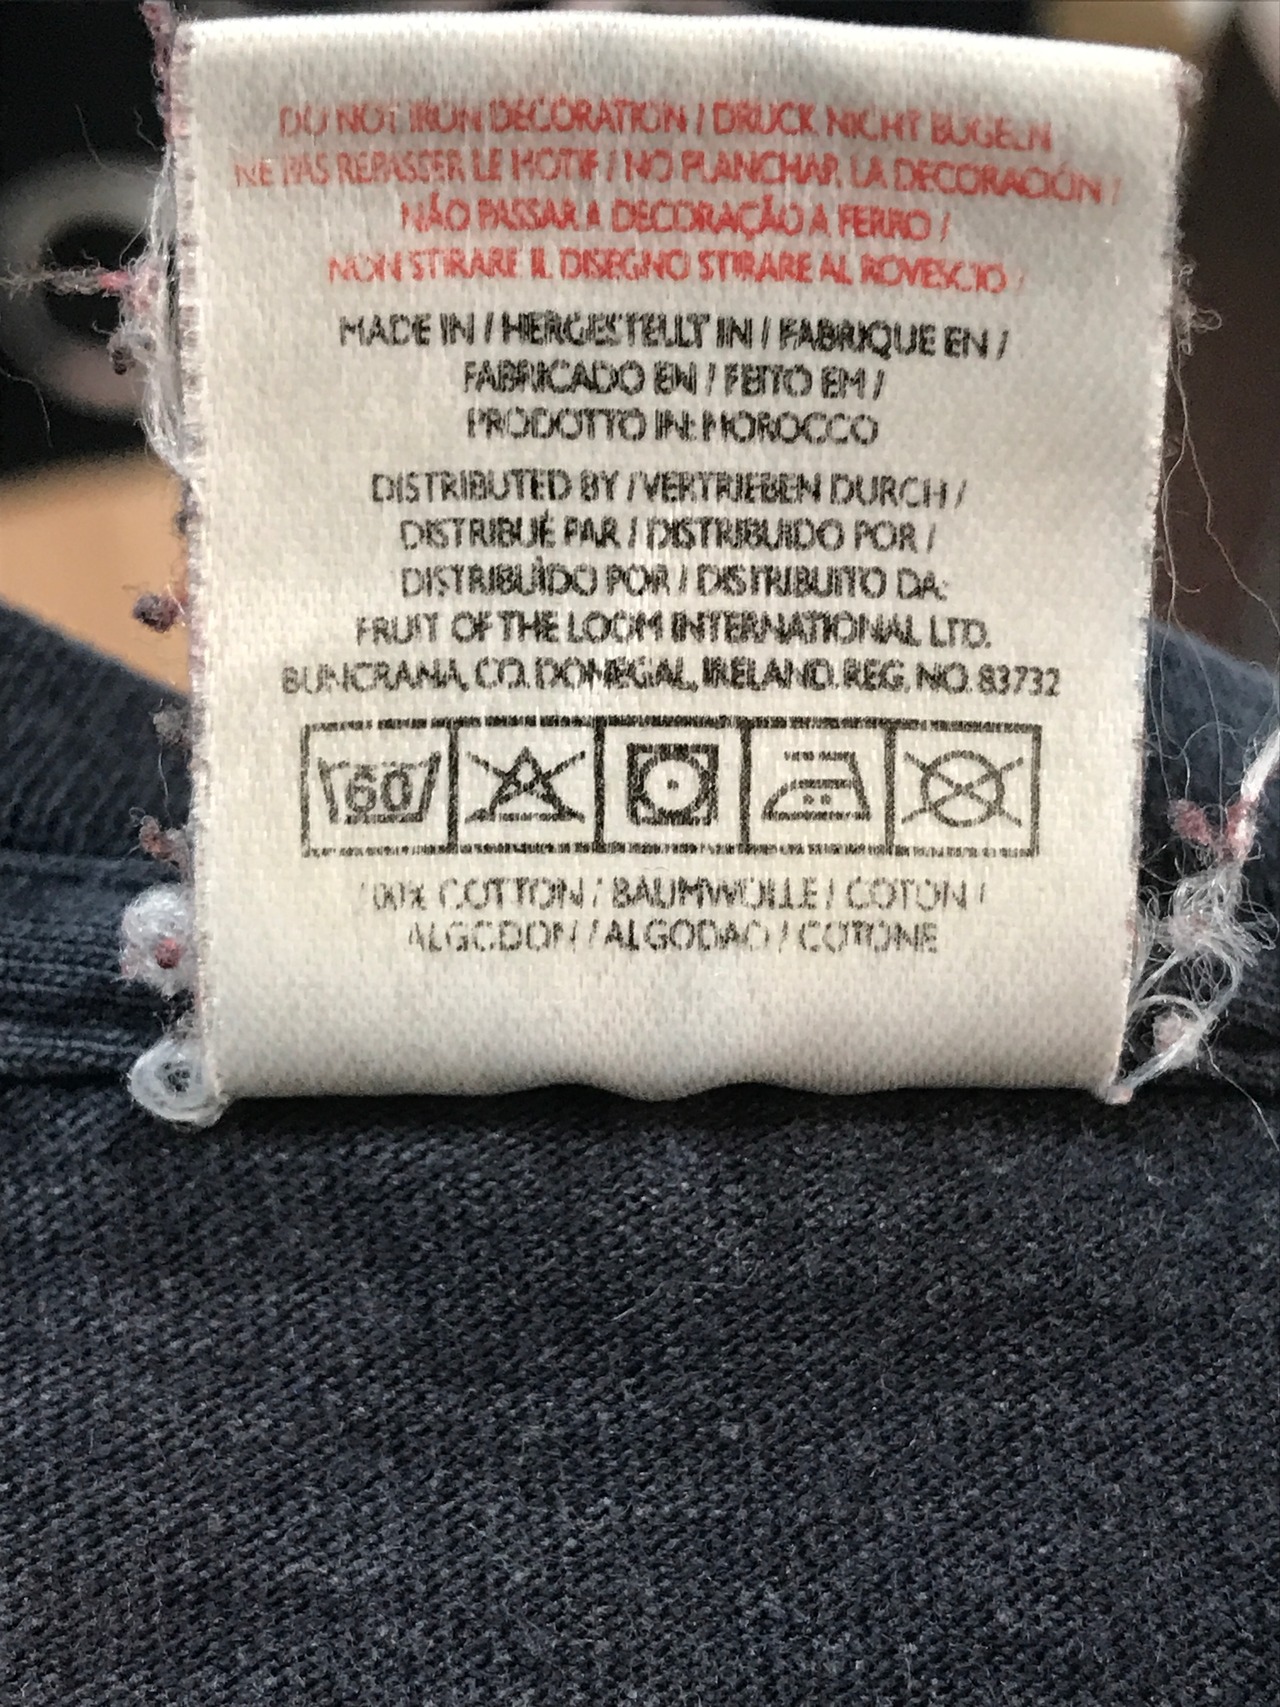 DO NOT IRON DECORATION / DRUCK NICHT BÜGELN
NE PAS REPASSER LE MOTIF / NO PLANCHAR LA DECORACIÓN /
NÃO PASSAR A DECORAÇÃO A FERRO /
NON STIRARE IL DISEGNO STIRARE AL ROVESCIO /
MADE IN / HERGESTELLT IN / FABRIQUE EN /
FABRICADO EN / FEITO EM /
PRODOTTO IN: MOROCCO
DISTRIBUTED BY / VERTRIEBEN DURCH /
DISTRIBUÉ PAR / DISTRIBUIDO POR /
DISTRIBUÌDO POR / DISTRIBUITO DA:
FRUIT OF THE LOOM INTERNATIONAL LTD.
BUNCRANA, CO. DONEGAL, IRELAND. REG. NO. 83732
60
100% COTTON / BAUMWOLLE / COTON /
ALGODON / ALGODAO / COTONE